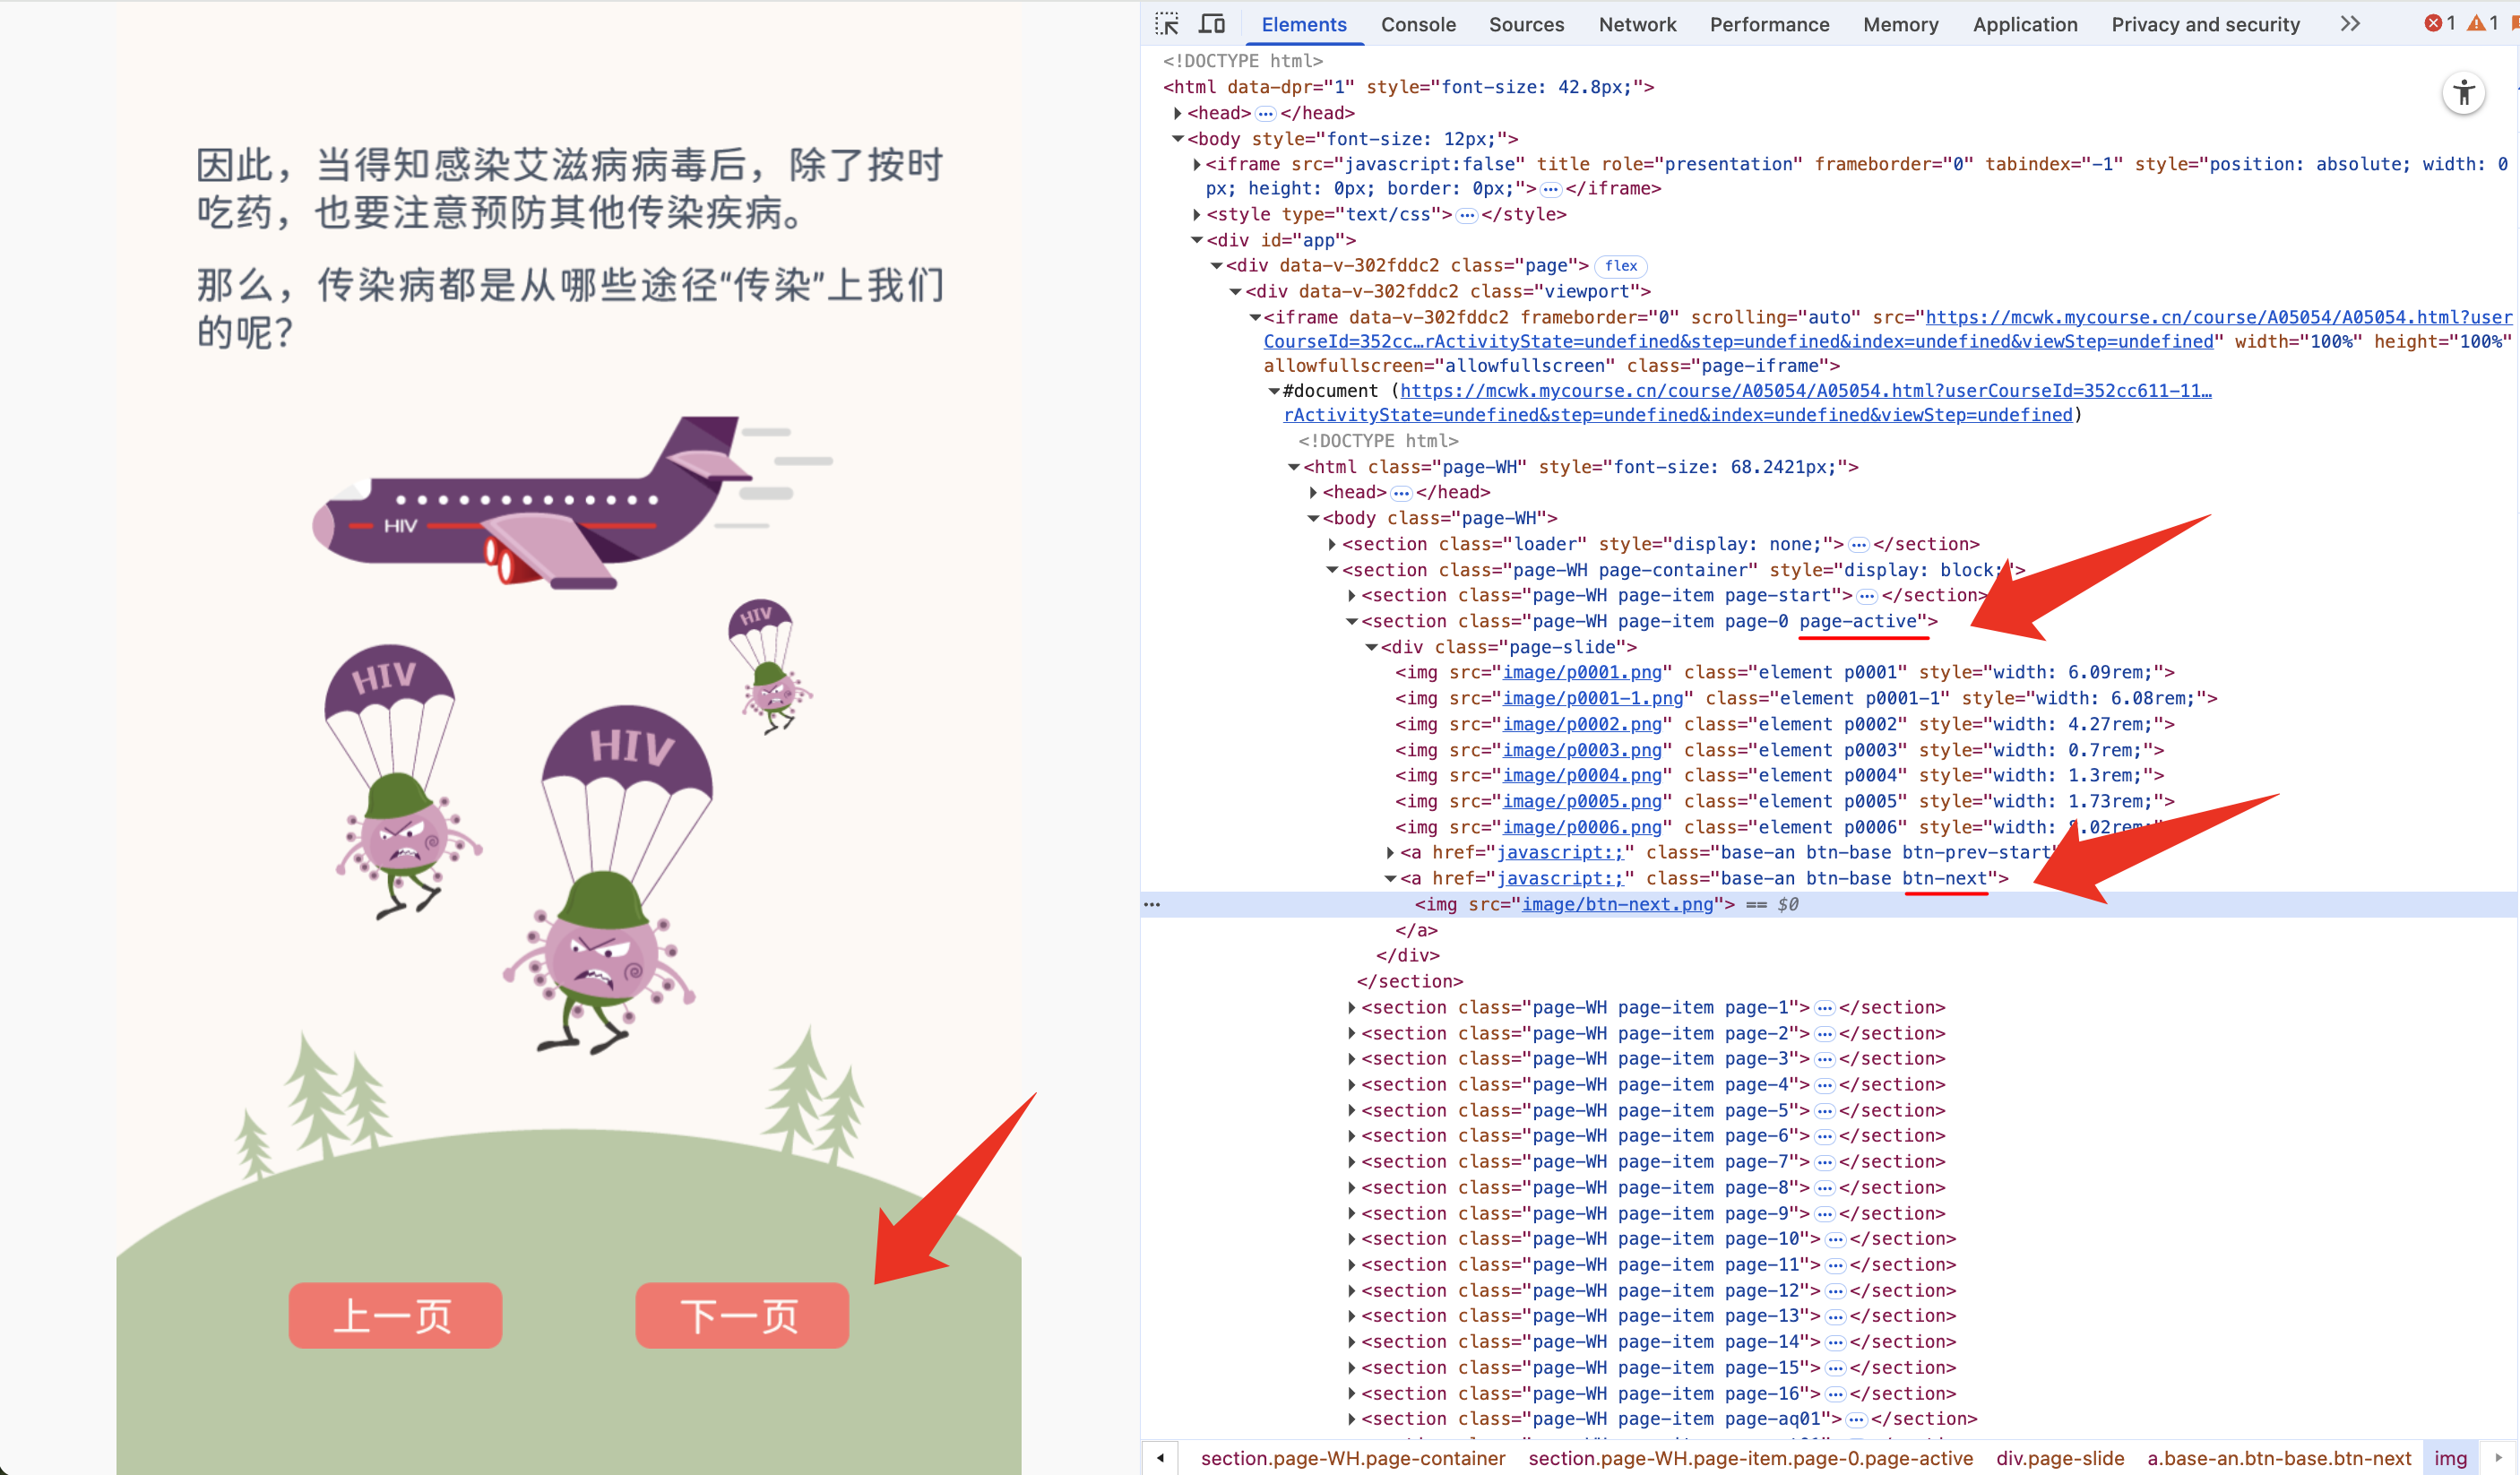 因此，当得知感染艾滋病病毒后，除了按时
吃药，也要注意预防其他传染疾病。
那么，传染病都是从哪些途径“传染”上我们
的呢？
HIV
HIV
HIV
HIV
上一页
下一页
Elements Console Sources Network Performance Memory Application Privacy and security 1 1
<!DOCTYPE html>
<html data-dpr="1" style="font-size: 42.8px;">
<head>…</head>
<body style="font-size: 12px;">
<iframe src="javascript:false" title role="presentation" frameborder="0" tabindex="-1" style="position: absolute; width: 0
px; height: 0px; border: 0px;">…</iframe>
<style type="text/css">…</style>
<div id="app">
<div data-v-302fddc2 class="page"> flex
<div data-v-302fddc2 class="viewport">
<iframe data-v-302fddc2 frameborder="0" scrolling="auto" src="https://mcwk.mycourse.cn/course/A05054/A05054.html?user
CourseId=352cc…rActivityState=undefined&step=undefined&index=undefined&viewStep=undefined" width="100%" height="100%"
allowfullscreen="allowfullscreen" class="page-iframe">
#document (https://mcwk.mycourse.cn/course/A05054/A05054.html?userCourseId=352cc611-11…
rActivityState=undefined&step=undefined&index=undefined&viewStep=undefined)
<!DOCTYPE html>
<html class="page-WH" style="font-size: 68.2421px;">
<head>…</head>
<body class="page-WH">
<section class="loader" style="display: none;">…</section>
<section class="page-WH page-container" style="display: block;">
<section class="page-WH page-item page-start">…</section>
<section class="page-WH page-item page-0 page-active">
<div class="page-slide">
<img src="image/p0001.png" class="element p0001" style="width: 6.09rem;">
<img src="image/p0001-1.png" class="element p0001-1" style="width: 6.08rem;">
<img src="image/p0002.png" class="element p0002" style="width: 4.27rem;">
<img src="image/p0003.png" class="element p0003" style="width: 0.7rem;">
<img src="image/p0004.png" class="element p0004" style="width: 1.3rem;">
<img src="image/p0005.png" class="element p0005" style="width: 1.73rem;">
<img src="image/p0006.png" class="element p0006" style="width:
<a href="javascript:;" class="base-an btn-base btn-prev-start"
<a href="javascript:;" class="base-an btn-base btn-next">
<img src="image/btn-next.png"> == $0
</a>
</div>
</section>
<section class="page-WH page-item page-1">…</section>
<section class="page-WH page-item page-2">…</section>
<section class="page-WH page-item page-3">…</section>
<section class="page-WH page-item page-4">…</section>
<section class="page-WH page-item page-5">…</section>
<section class="page-WH page-item page-6">…</section>
<section class="page-WH page-item page-7">…</section>
<section class="page-WH page-item page-8">…</section>
<section class="page-WH page-item page-9">…</section>
<section class="page-WH page-item page-10">…</section>
<section class="page-WH page-item page-11">…</section>
<section class="page-WH page-item page-12">…</section>
<section class="page-WH page-item page-13">…</section>
<section class="page-WH page-item page-14">…</section>
<section class="page-WH page-item page-15">…</section>
<section class="page-WH page-item page-16">…</section>
<section class="page-WH page-item page-aq01">…</section>
section.page-WH.page-container section.page-WH.page-item.page-0.page-active div.page-slide a.base-an.btn-base.btn-next img